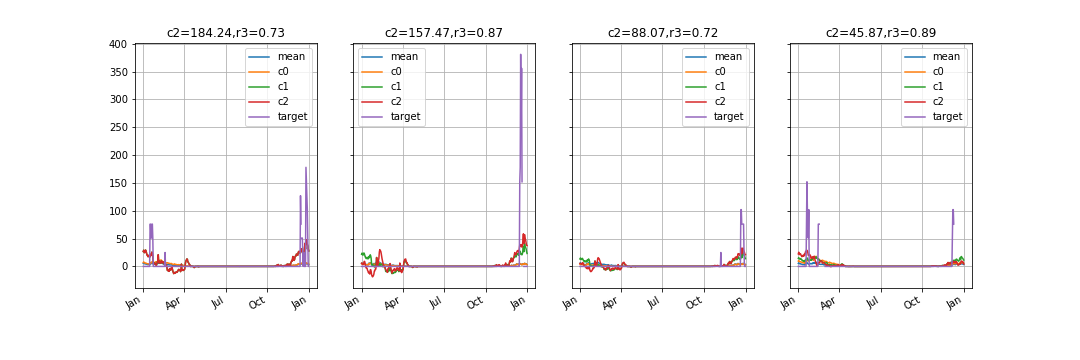 c2=184.24,r3=0.73
c2=157.47,r3=0.87
c2=88.07,r3=0.72
c2=45.87,r3=0.89
400
350
300
250
200
150
100
50
0
mean
c0
c1
c2
target
Jan
Apr
Jul
Oct
Jan
mean
c0
c1
c2
target
Jan
Apr
Jul
Oct
Jan
mean
c0
c1
c2
target
Jan
Apr
Jul
Oct
Jan
mean
c0
c1
c2
target
Jan
Apr
Jul
Oct
Jan